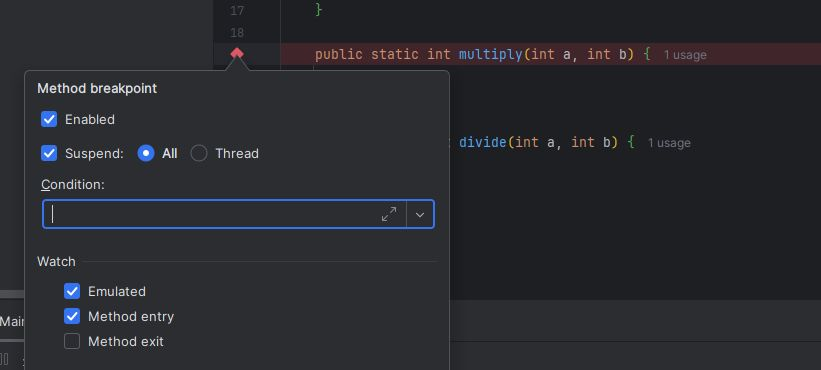 17 }
18
public static int multiply(int a, int b) { 1 usage
Method breakpoint
Enabled
Suspend: All Thread
divide(int a, int b) { 1 usage
Condition:
Watch
Emulated
Method entry
Method exit